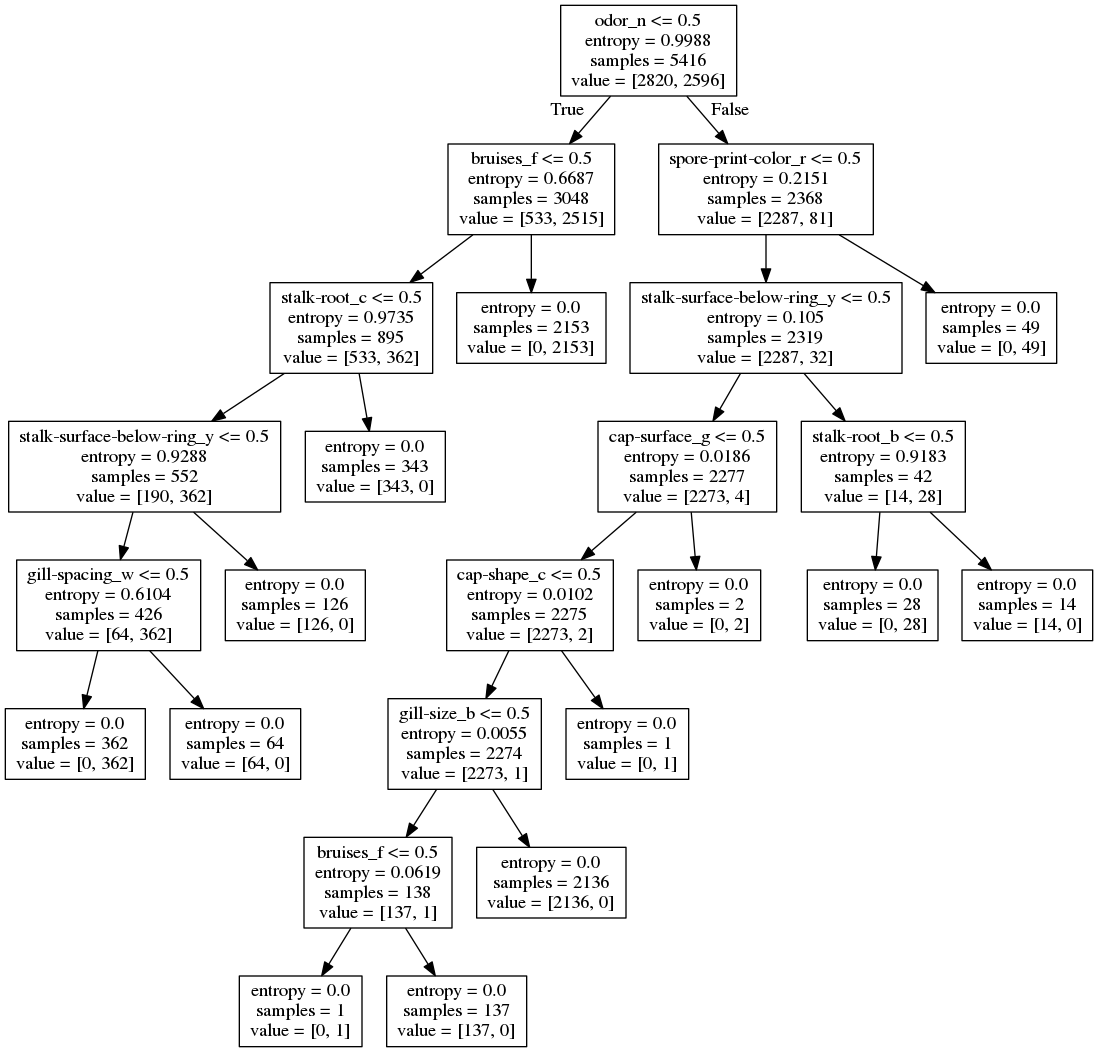 odor_n <= 0.5
entropy = 0.9988
samples = 5416
value = [2820, 2596]
True
False
bruises_f <= 0.5
entropy = 0.6687
samples = 3048
value = [533, 2515]
spore-print-color_r <= 0.5
entropy = 0.2151
samples = 2368
value = [2287, 81]
stalk-root_c <= 0.5
entropy = 0.9735
samples = 895
value = [533, 362]
entropy = 0.0
samples = 2153
value = [0, 2153]
stalk-surface-below-ring_y <= 0.5
entropy = 0.105
samples = 2319
value = [2287, 32]
entropy = 0.0
samples = 49
value = [0, 49]
stalk-surface-below-ring_y <= 0.5
entropy = 0.9288
samples = 552
value = [190, 362]
entropy = 0.0
samples = 343
value = [343, 0]
cap-surface_g <= 0.5
entropy = 0.0186
samples = 2277
value = [2273, 4]
stalk-root_b <= 0.5
entropy = 0.9183
samples = 42
value = [14, 28]
gill-spacing_w <= 0.5
entropy = 0.6104
samples = 426
value = [64, 362]
entropy = 0.0
samples = 126
value = [126, 0]
cap-shape_c <= 0.5
entropy = 0.0102
samples = 2275
value = [2273, 2]
entropy = 0.0
samples = 2
value = [0, 2]
entropy = 0.0
samples = 28
value = [0, 28]
entropy = 0.0
samples = 14
value = [14, 0]
entropy = 0.0
samples = 362
value = [0, 362]
entropy = 0.0
samples = 64
value = [64, 0]
gill-size_b <= 0.5
entropy = 0.0055
samples = 2274
value = [2273, 1]
entropy = 0.0
samples = 1
value = [0, 1]
bruises_f <= 0.5
entropy = 0.0619
samples = 138
value = [137, 1]
entropy = 0.0
samples = 2136
value = [2136, 0]
entropy = 0.0
samples = 1
value = [0, 1]
entropy = 0.0
samples = 137
value = [137, 0]